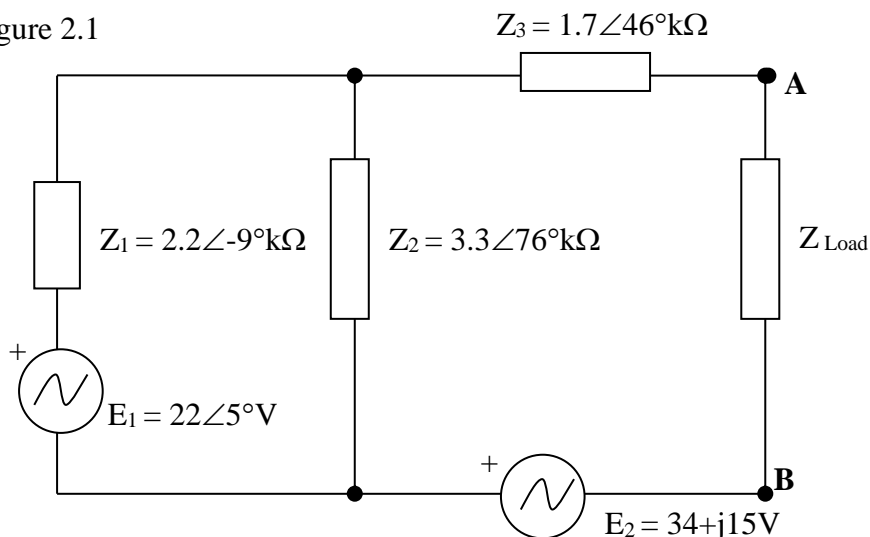 gure 2.1
Z₃ = 1.7∠46°kΩ
A
Z₁ = 2.2∠-9°kΩ
Z₂ = 3.3∠76°kΩ
Z Load
+
E₁ = 22∠5°V
+
B
E₂ = 34+j15V